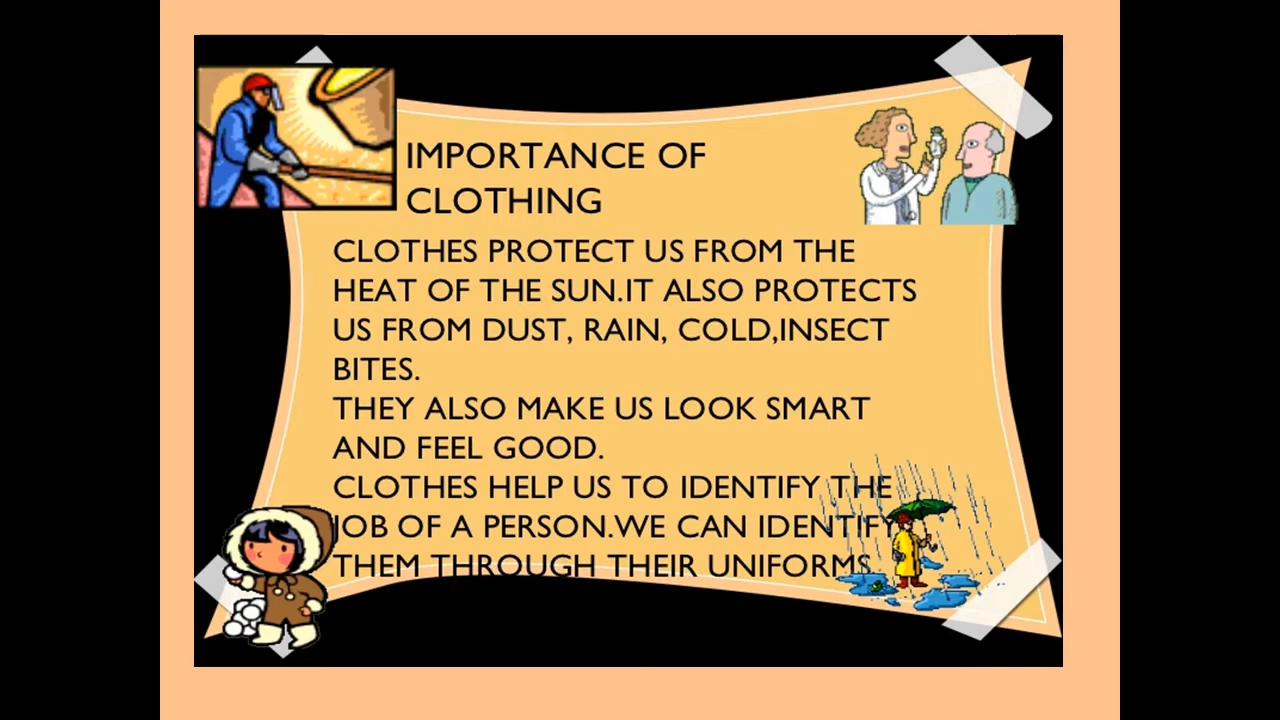 IMPORTANCE OF
CLOTHING
CLOTHES PROTECT US FROM THE
HEAT OF THE SUN.IT ALSO PROTECTS
US FROM DUST, RAIN, COLD,INSECT
BITES.
THEY ALSO MAKE US LOOK SMART
AND FEEL GOOD.
CLOTHES HELP US TO IDENTIFY THE
JOB OF A PERSON.WE CAN IDENTIFY
THEM THROUGH THEIR UNIFORMS.